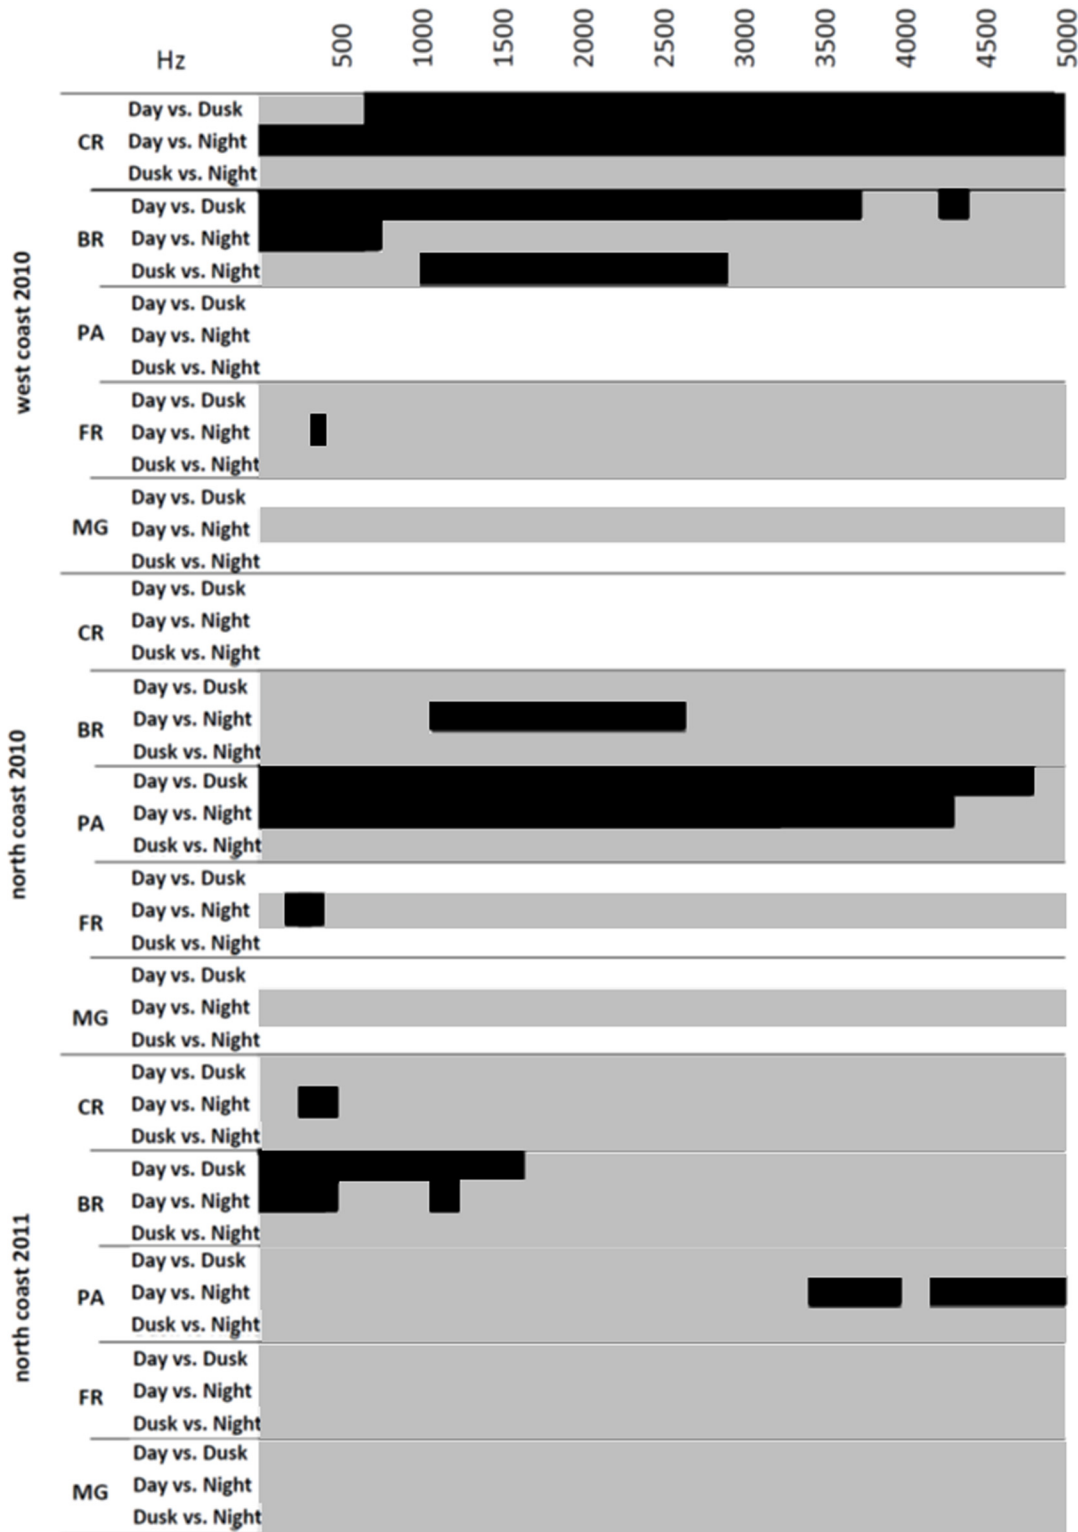 Hz 500 1000 1500 2000 2500 3000 3500 4000 4500 5000
west coast 2010
CR
Day vs. Dusk
Day vs. Night
Dusk vs. Night
BR
Day vs. Dusk
Day vs. Night
Dusk vs. Night
PA
Day vs. Dusk
Day vs. Night
Dusk vs. Night
FR
Day vs. Dusk
Day vs. Night
Dusk vs. Night
MG
Day vs. Dusk
Day vs. Night
Dusk vs. Night
north coast 2010
CR
Day vs. Dusk
Day vs. Night
Dusk vs. Night
BR
Day vs. Dusk
Day vs. Night
Dusk vs. Night
PA
Day vs. Dusk
Day vs. Night
Dusk vs. Night
FR
Day vs. Dusk
Day vs. Night
Dusk vs. Night
MG
Day vs. Dusk
Day vs. Night
Dusk vs. Night
north coast 2011
CR
Day vs. Dusk
Day vs. Night
Dusk vs. Night
BR
Day vs. Dusk
Day vs. Night
Dusk vs. Night
PA
Day vs. Dusk
Day vs. Night
Dusk vs. Night
FR
Day vs. Dusk
Day vs. Night
Dusk vs. Night
MG
Day vs. Dusk
Day vs. Night
Dusk vs. Night